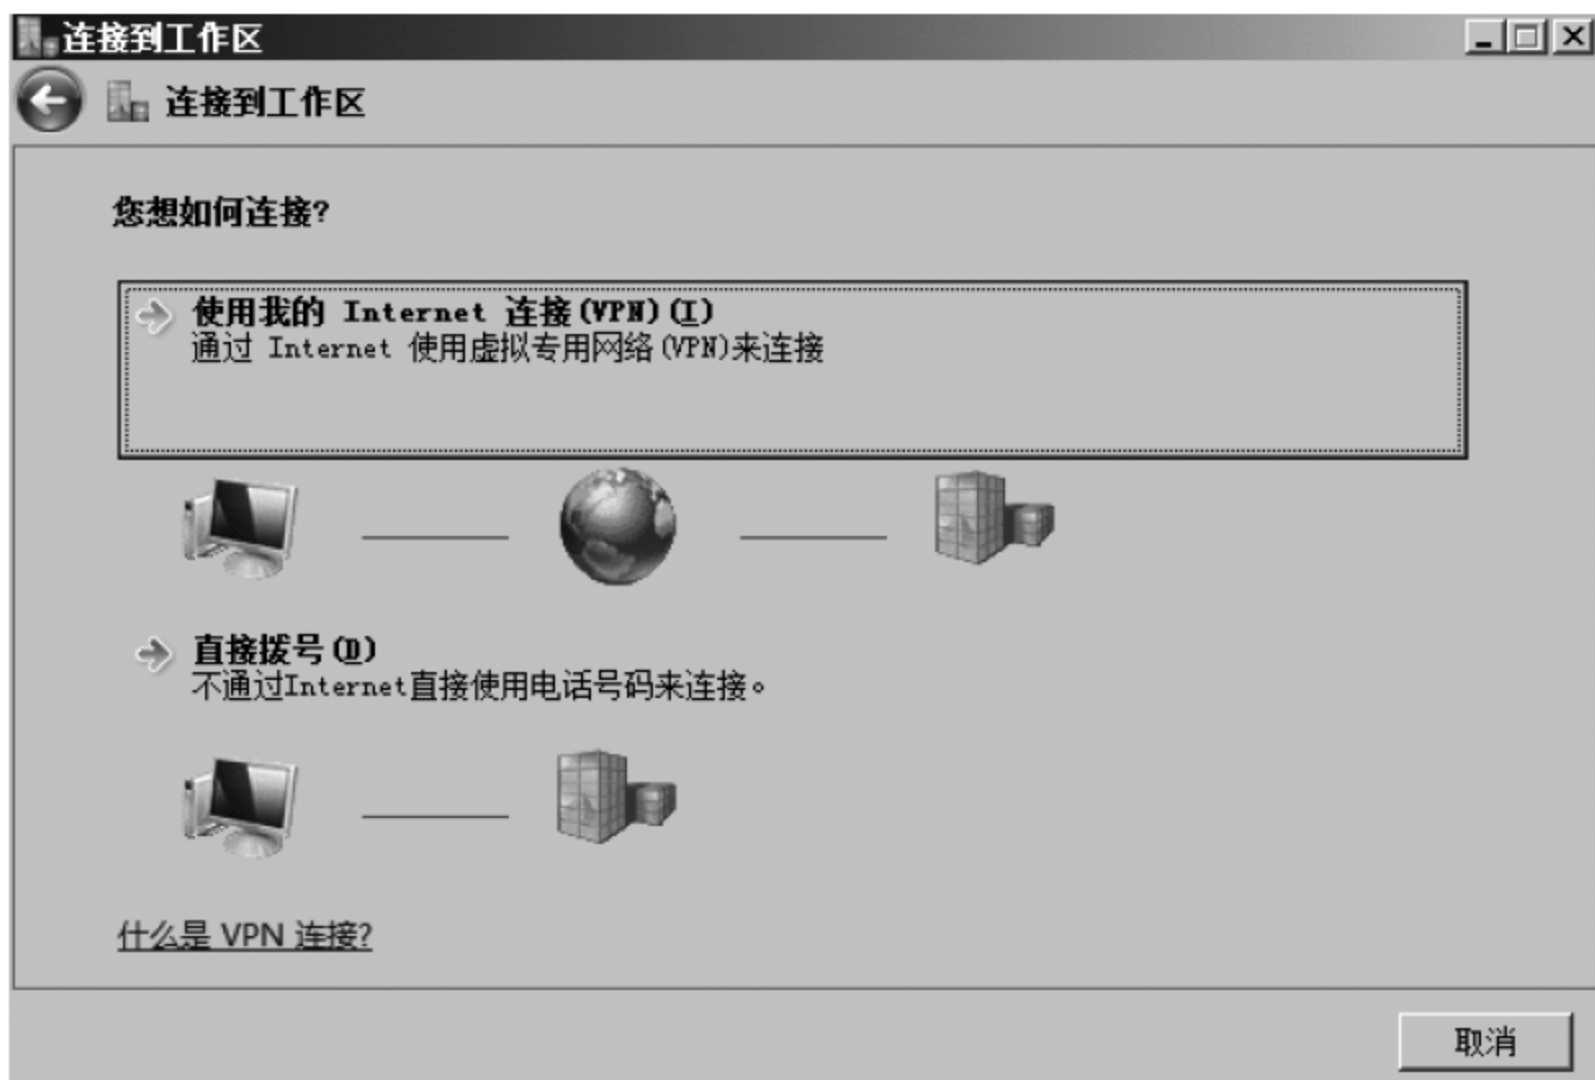 连接到工作区
连接到工作区
您想如何连接?
使用我的 Internet 连接(VPN)(I)
通过 Internet 使用虚拟专用网络(VPN)来连接
直接拨号(D)
不通过Internet直接使用电话号码来连接。
什么是 VPN 连接?
取消